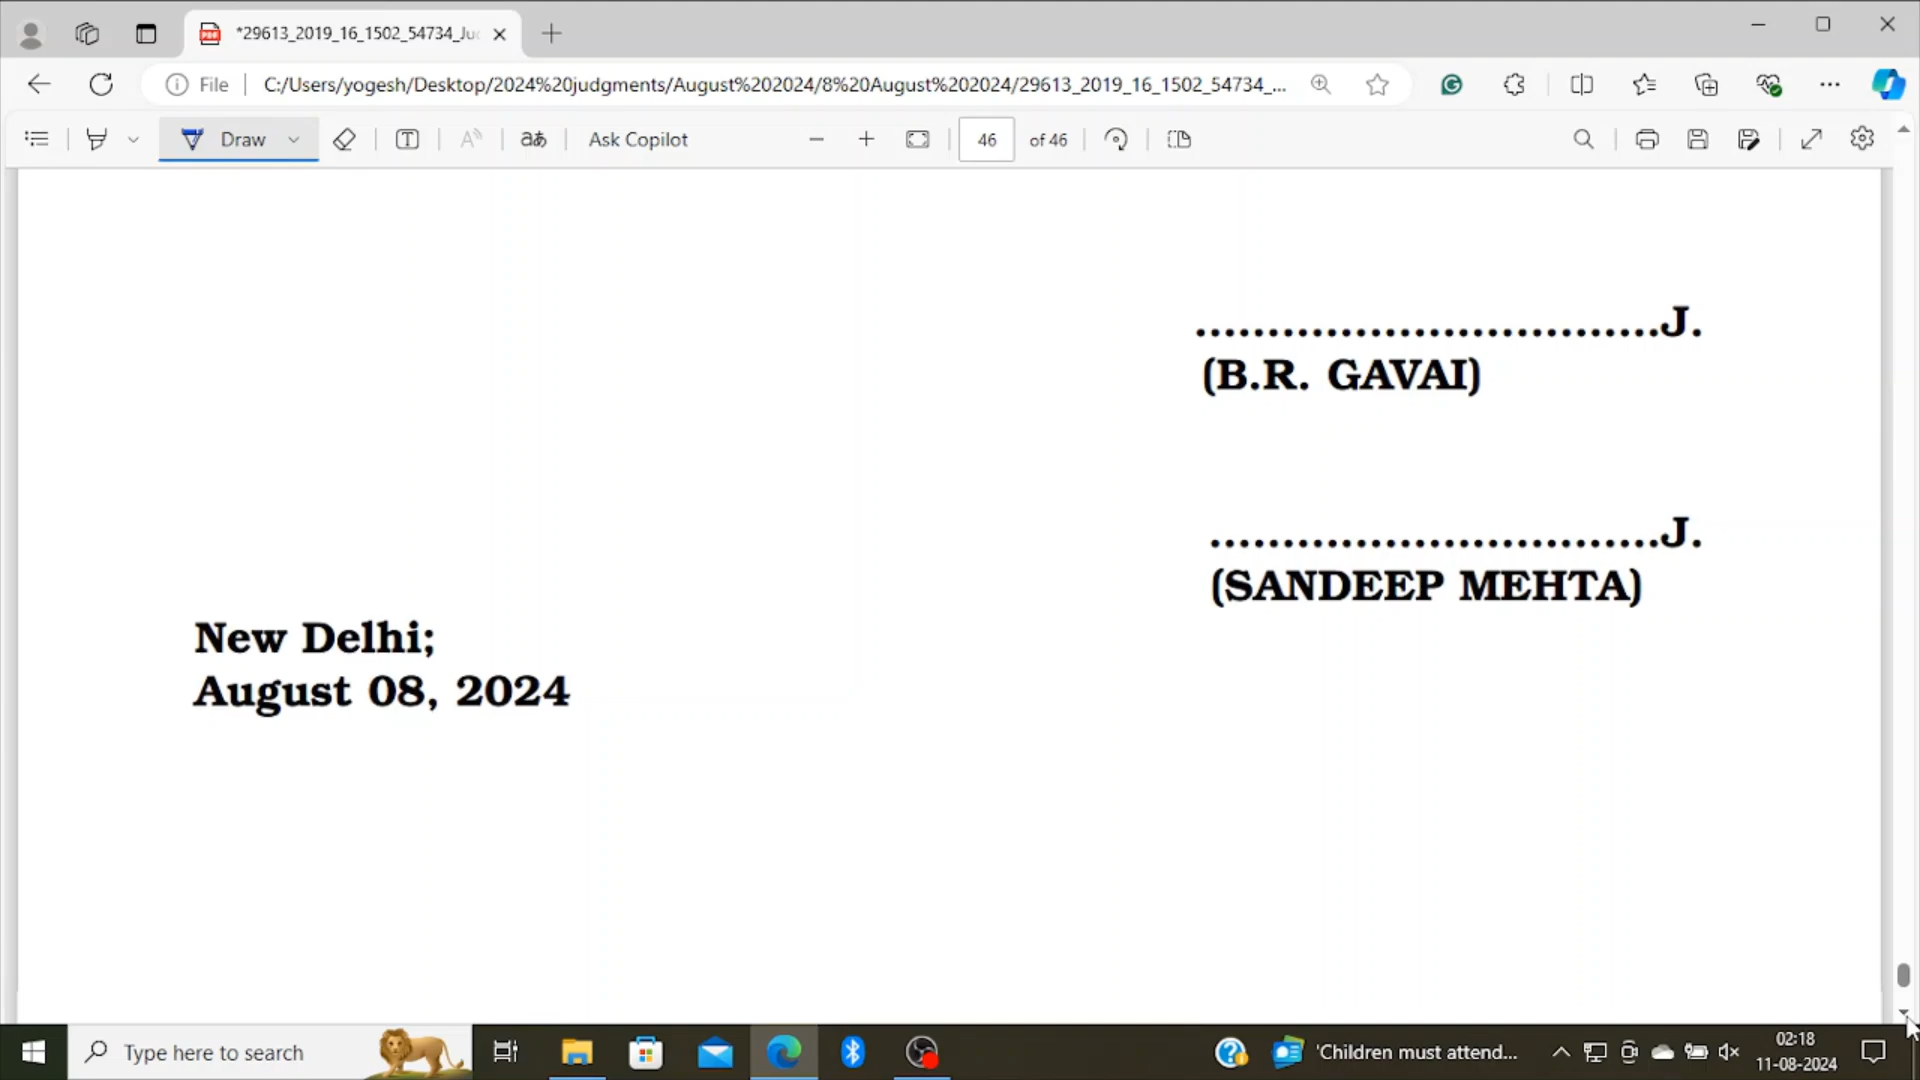 *29613_2019_16_1502_54734_Ju
File
C:/Users/yogesh/Desktop/2024%20judgments/August%202024/8%20August%202024/29613_2019_16_1502_54734_...
Draw
Ask Copilot
46 of 46
................................J.
(B.R. GAVAI)
...............................J.
(SANDEEP MEHTA)
New Delhi;
August 08, 2024
Type here to search
'Children must attend...
02:18
11-08-2024